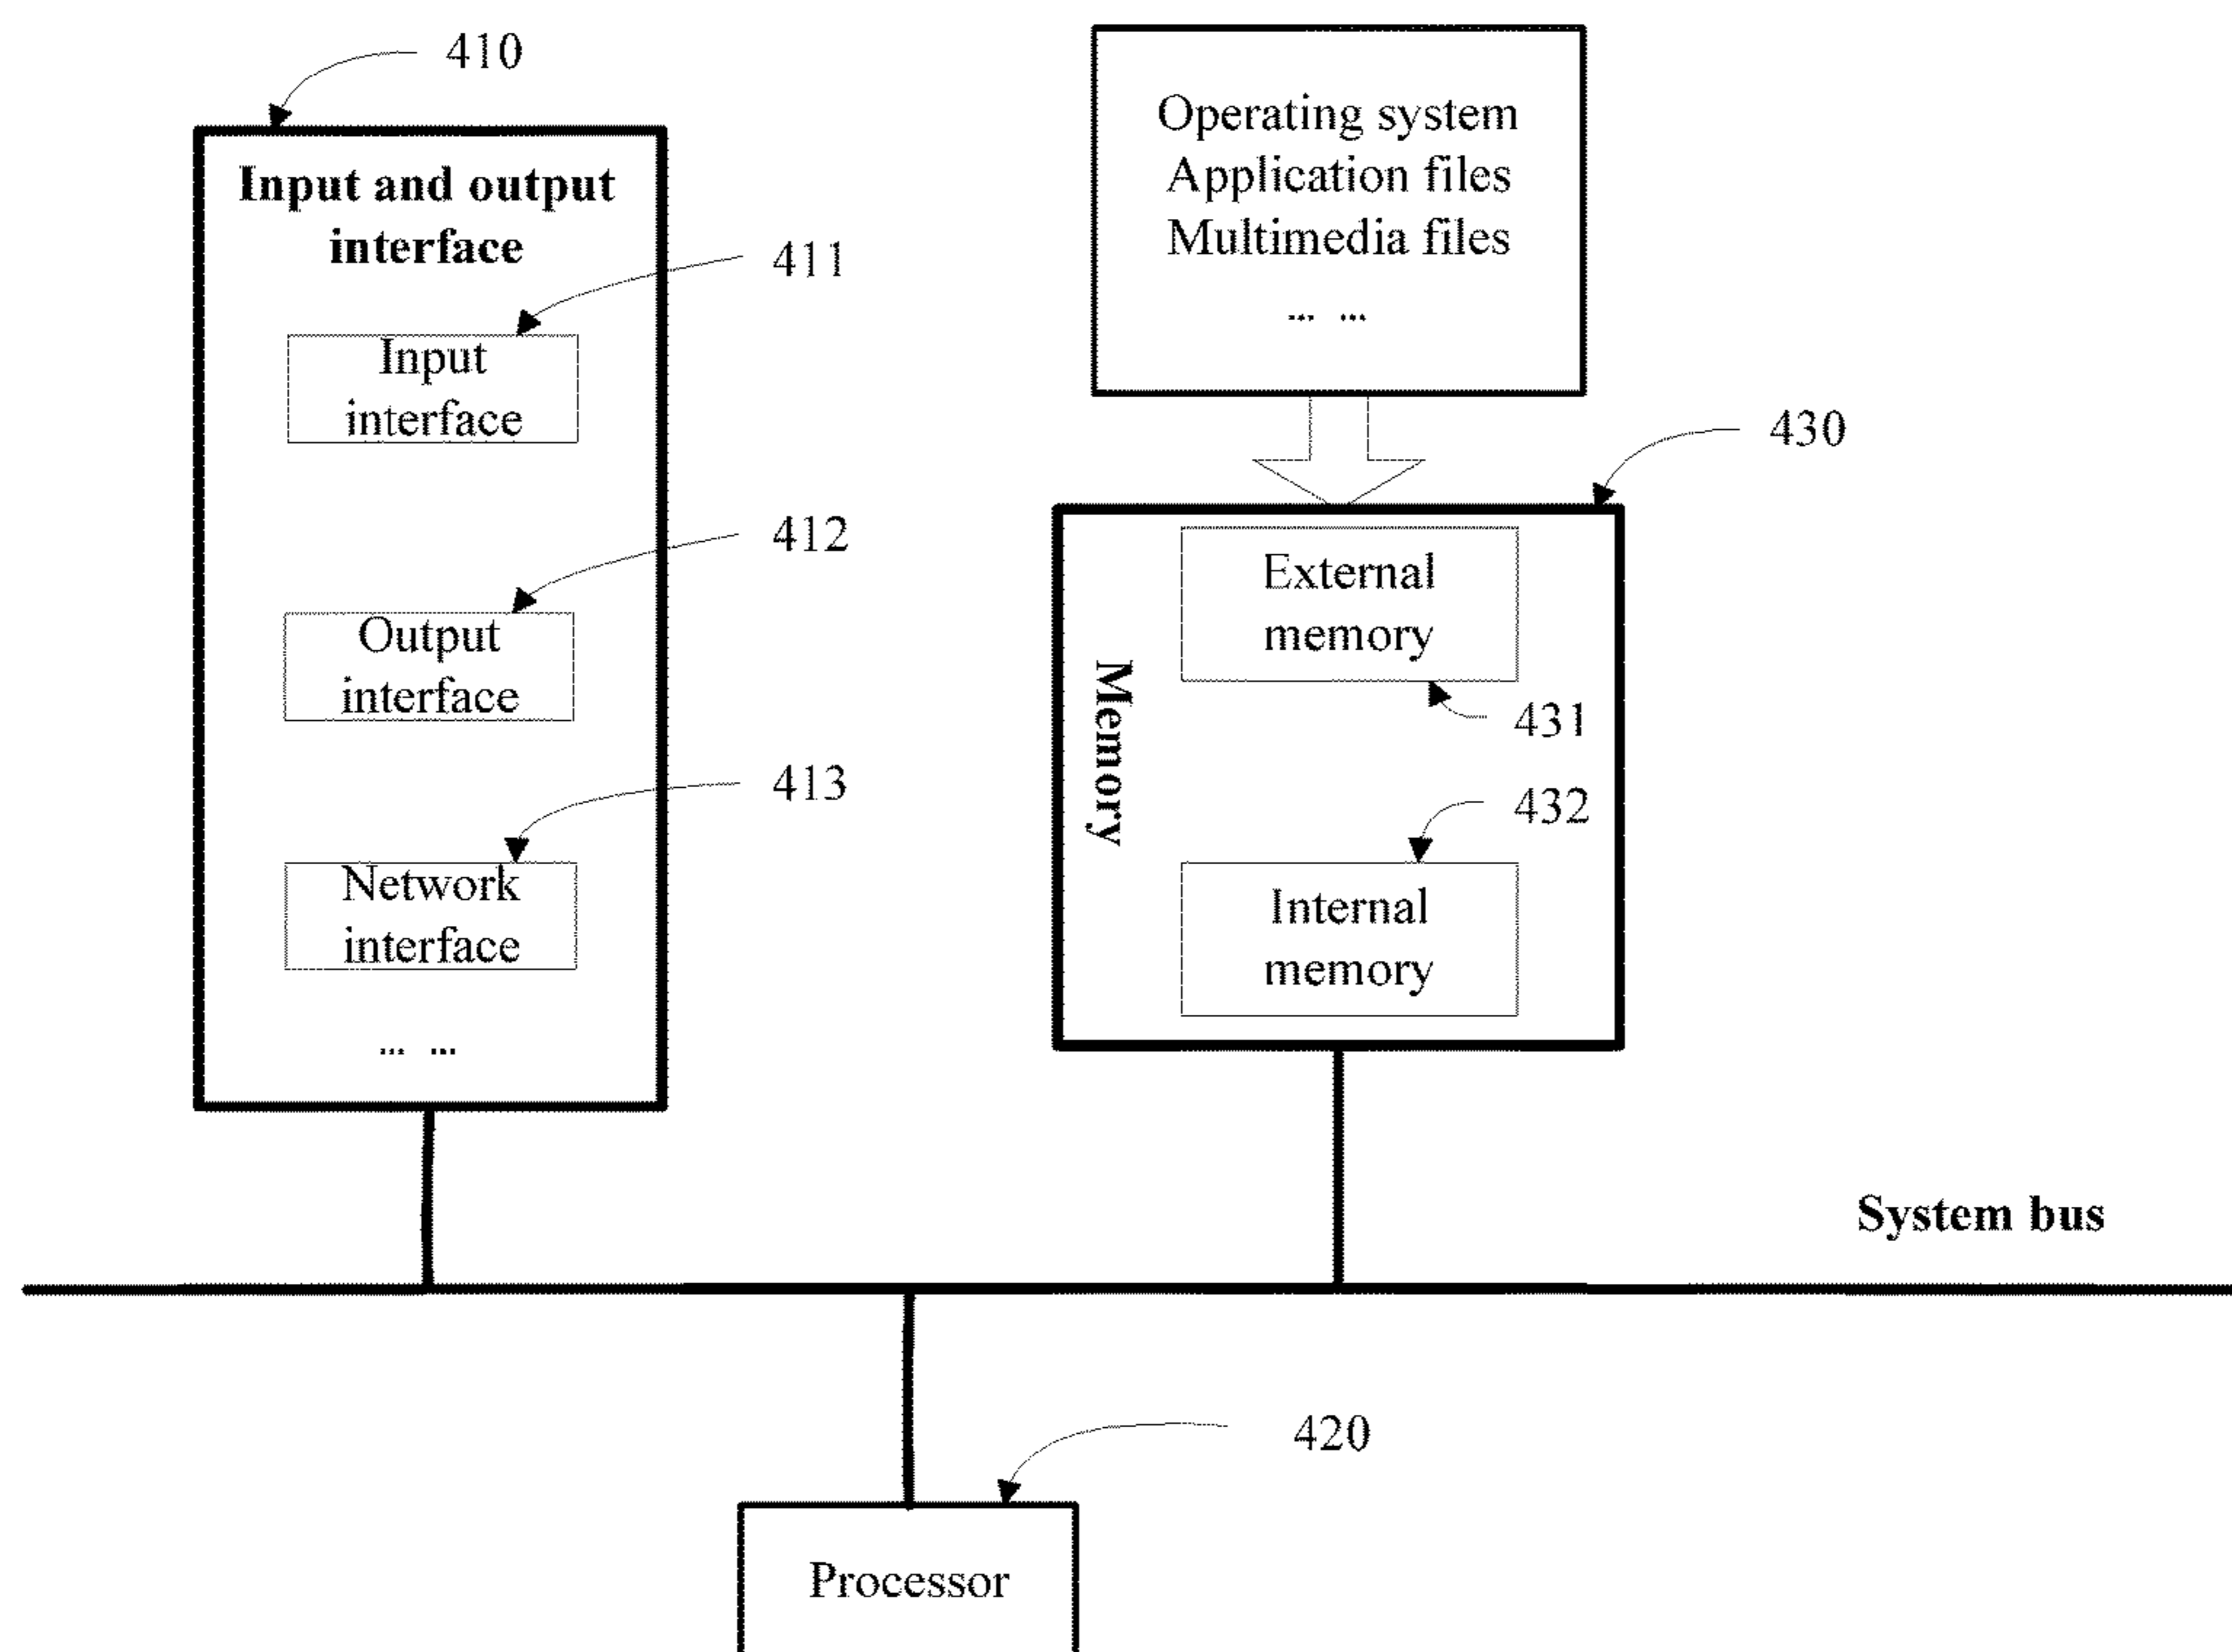 410
Input and output
interface
411
Input
interface
412
Output
interface
413
Network
interface
... ...
Operating system
Application files
Multimedia files
... ...
430
Memory
External
memory
431
432
Internal
memory
System bus
420
Processor